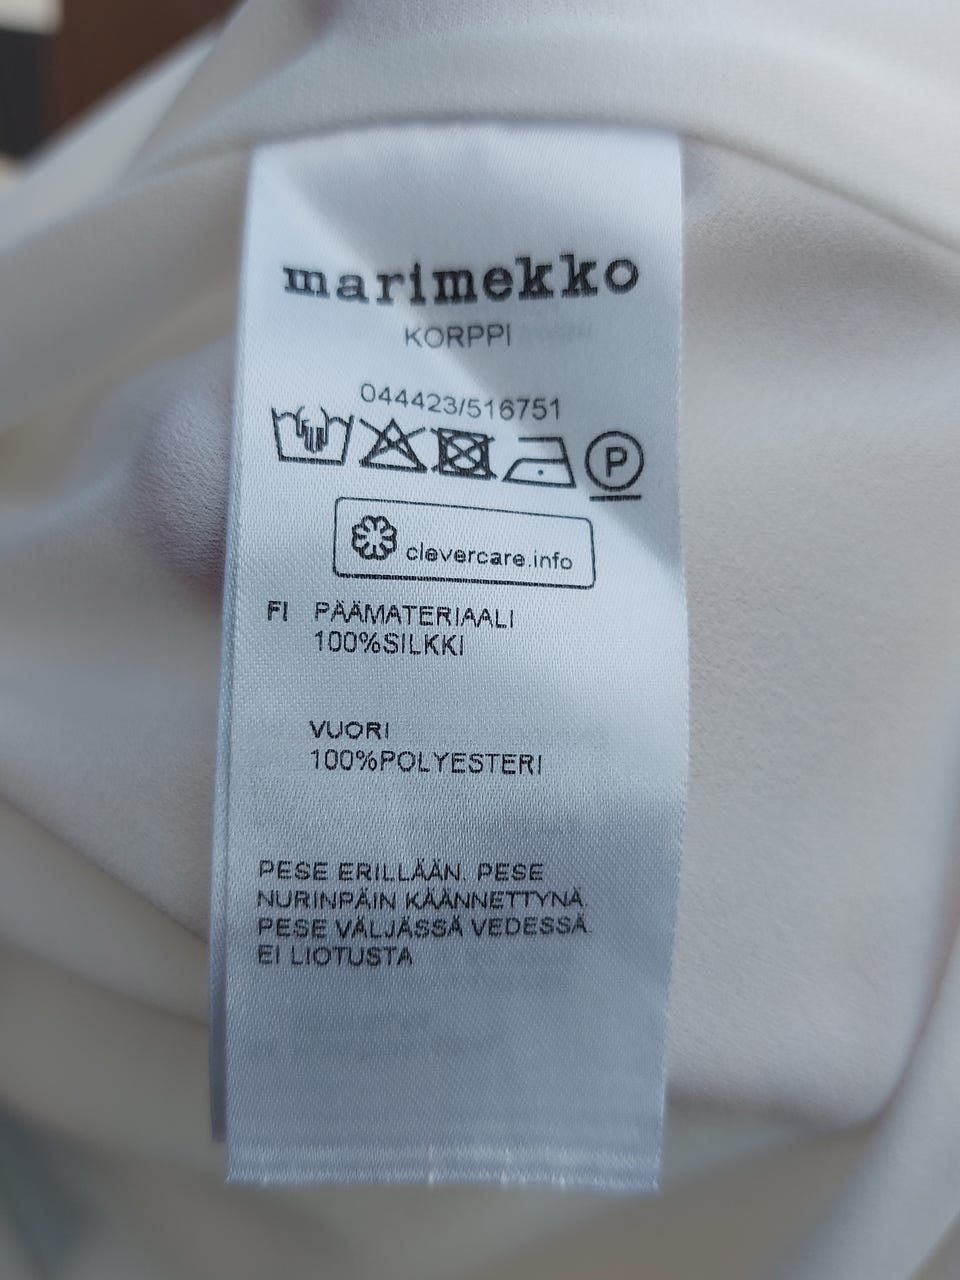 marimekko
KORPPI
044423/516751
P
clevercare.info
FI PÄÄMATERIAALI
100%SILKKI
VUORI
100%POLYESTERI
PESE ERILLÄÄN. PESE
NURINPÄIN KÄÄNNETTYNÄ.
PESE VÄLJÄSSÄ VEDESSÄ.
EI LIOTUSTA